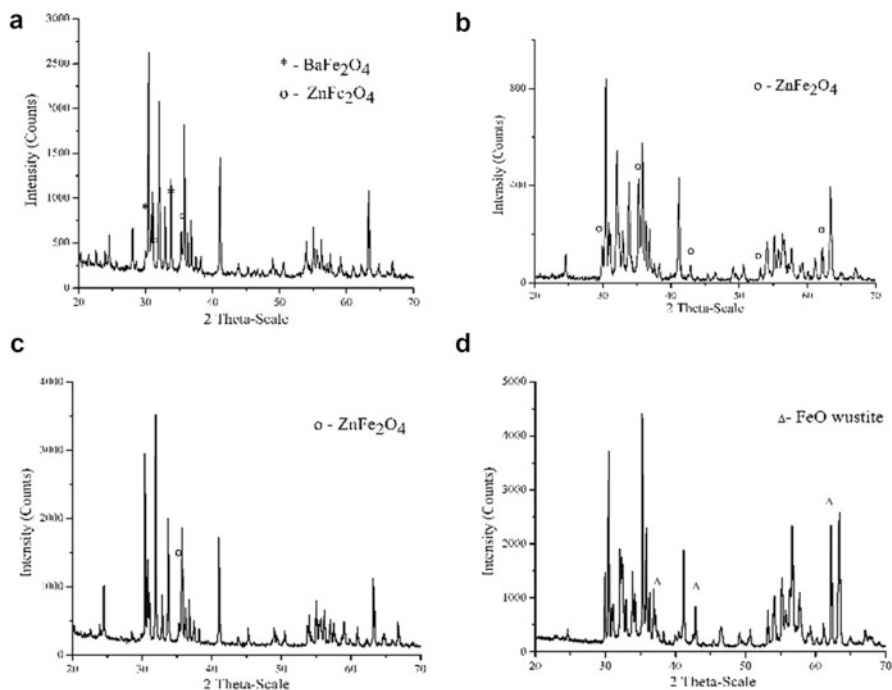 a
3000
2500
2000
1500
1000
500
0
20 30 40 50 60 70
Intensity (Counts)
2 Theta-Scale
* - BaFe2O4
o - ZnFe2O4
b
800
400
0
20 30 40 50 60 70
Intensity (Counts)
2 Theta-Scale
o - ZnFe2O4
c
4000
3000
2000
1000
0
20 30 40 50 60 70
Intensity (Counts)
2 Theta-Scale
o - ZnFe2O4
d
5000
4000
3000
2000
1000
0
20 30 40 50 60 70
Intensity (Counts)
2 Theta-Scale
Δ- FeO wustite